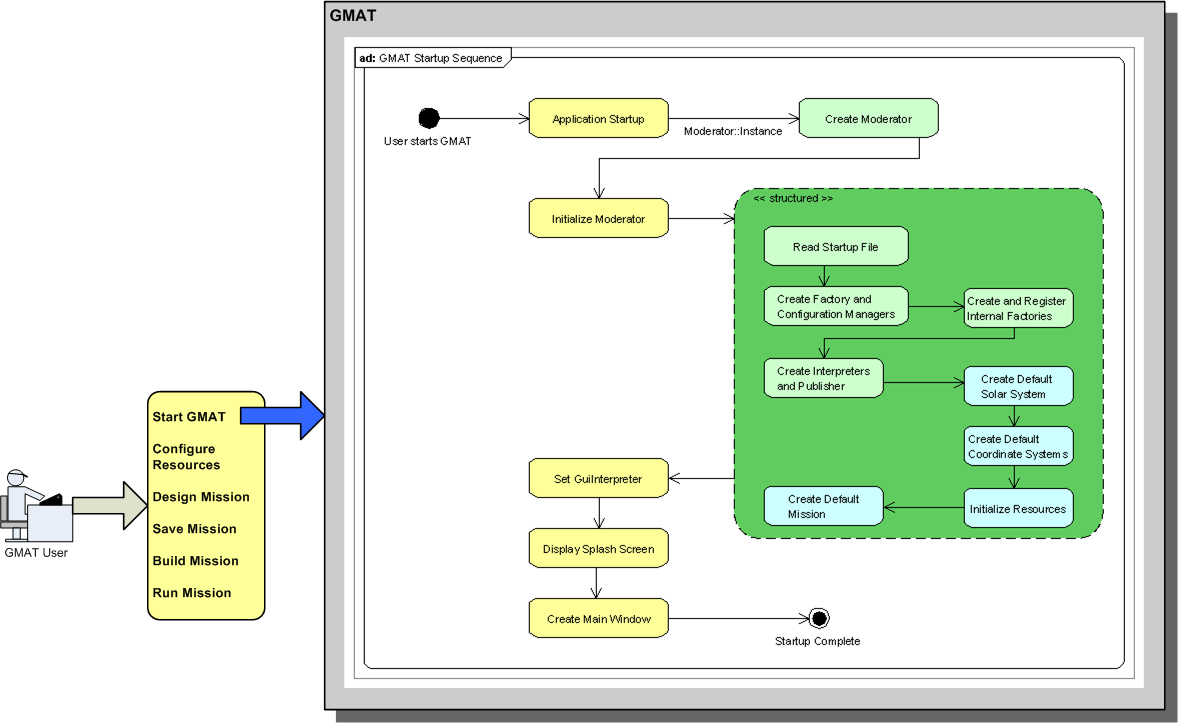 GMAT
ad: GMAT Startup Sequence
User starts GMAT
Application Startup
Moderator::Instance
Create Moderator
Initialize Moderator
<< structured >>
Read Startup File
Create Factory and
Configuration Managers
Create and Register
Internal Factories
Create Interpreters
and Publisher
Create Default
Solar System
Create Default
Coordinate Systems
Initialize Resources
Create Default
Mission
Set GuiInterpreter
Display Splash Screen
Create Main Window
Startup Complete
Start GMAT
Configure
Resources
Design Mission
Save Mission
Build Mission
Run Mission
GMAT User